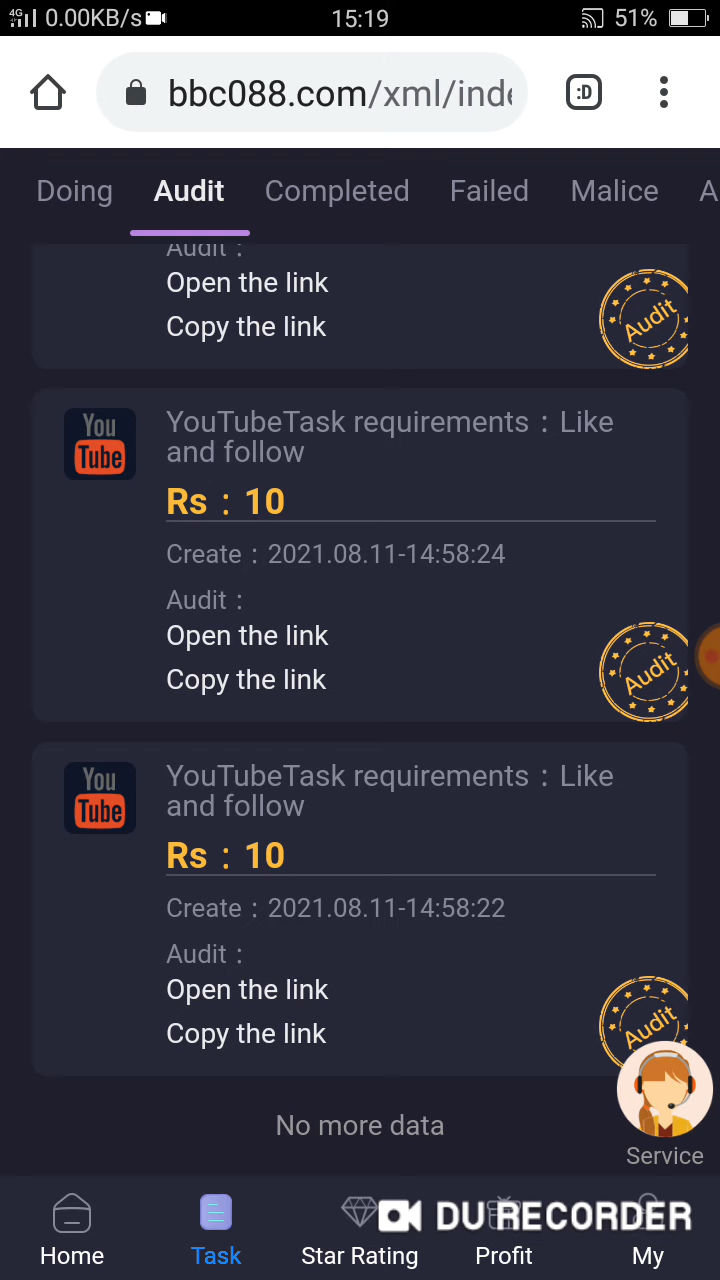 4G 0.00KB/s 15:19 51%
bbc088.com/xml/inde
:D
Doing Audit Completed Failed Malice A
Audit :
Open the link
Copy the link
Audit
You
Tube
YouTubeTask requirements : Like
and follow
Rs : 10
Create : 2021.08.11-14:58:24
Audit :
Open the link
Copy the link
Audit
You
Tube
YouTubeTask requirements : Like
and follow
Rs : 10
Create : 2021.08.11-14:58:22
Audit :
Open the link
Copy the link
Audit
No more data
Service
DU RECORDER
Home Task Star Rating Profit My